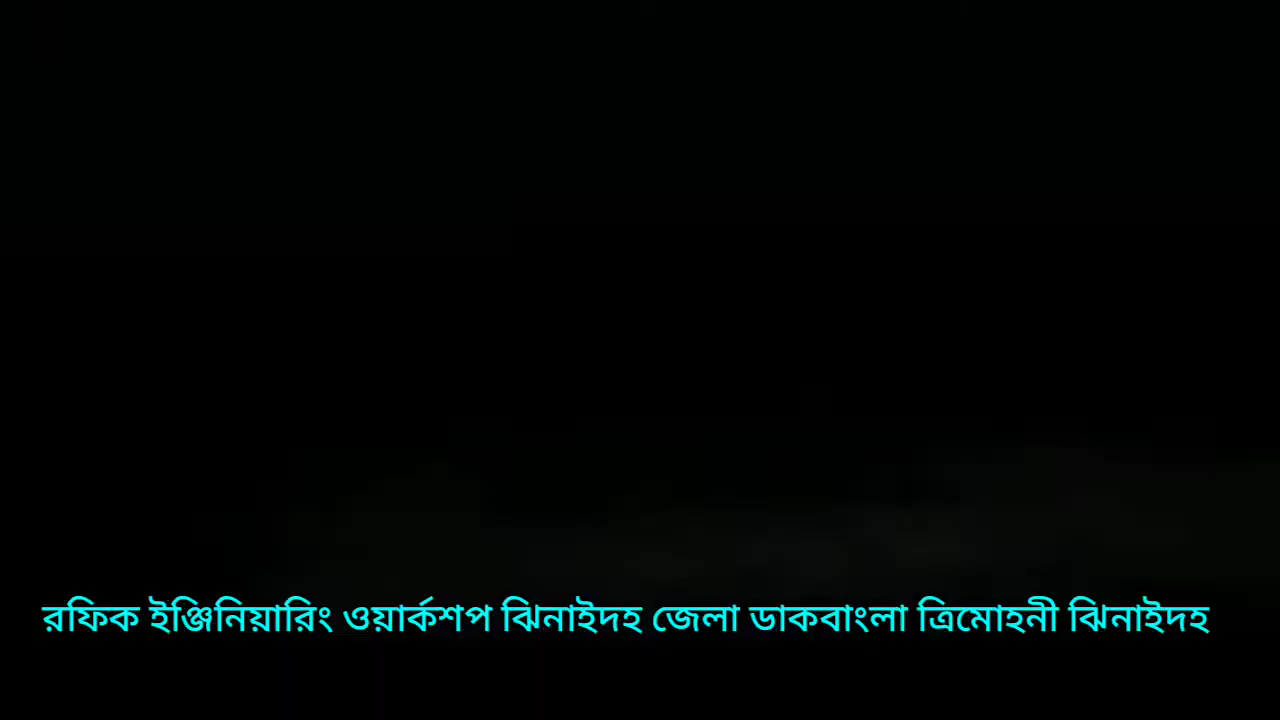 রফিক ইঞ্জিনিয়ারিং ওয়ার্কশপ ঝিনাইদহ জেলা ডাকবাংলা ত্রিমোহনী ঝিনাইদহ